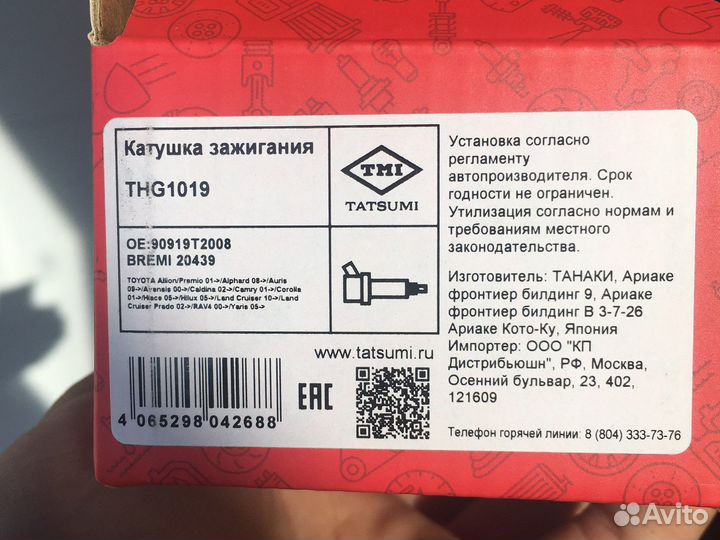 Катушка зажигания
THG1019
TMI
TATSUMI
OE:90919T2008
BREMI 20439
TOYOTA Allion/Premio 01->/Alphard 08->/Auris
09->/Avensis 00->/Caldina 02->/Camry 01->/Corolla
01->/Hiace 05->/Hilux 05->/Land Cruiser 10->/Land
Cruiser Prado 02->/RAV4 00->/Yaris 05->
www.tatsumi.ru
4 065298 042688
EAC
Установка согласно
регламенту
автопроизводителя. Срок
годности не ограничен.
Утилизация согласно нормам и
требованиям местного
законодательства.
Изготовитель: ТАНАКИ, Ариаке
фронтиер билдинг 9, Ариаке
фронтиер билдинг В 3-7-26
Ариаке Кото-Ку, Япония
Импортер: ООО "КП
Дистрибьюшн", РФ, Москва,
Осенний бульвар, 23, 402,
121609
Телефон горячей линии: 8 (804) 333-73-76
Avito